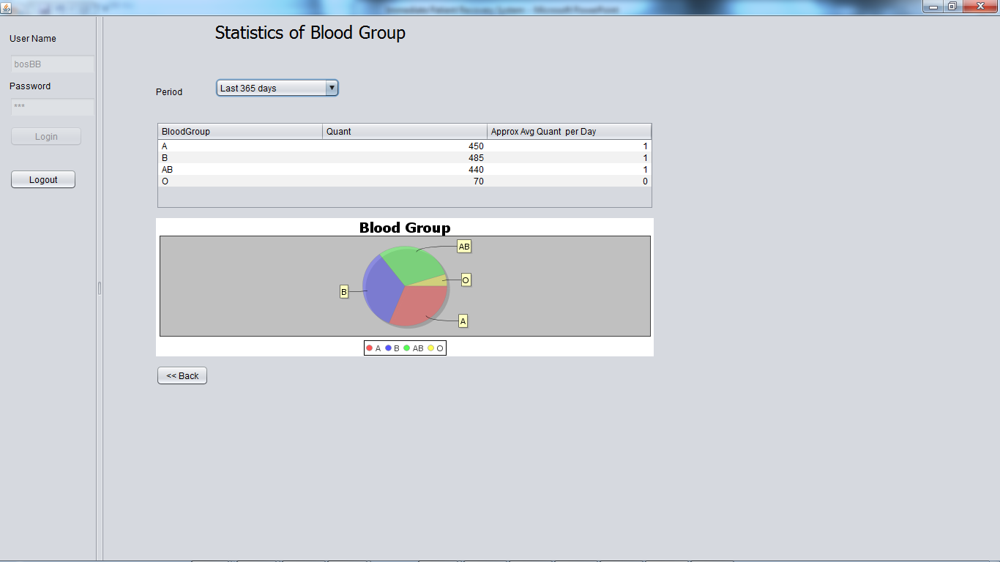 Immediate Patient Recovery System - Microsoft PowerPoint
User Name
bosBB
Password
***
Login
Logout
Statistics of Blood Group
Period
Last 365 days
BloodGroup Quant Approx Avg Quant per Day
A 450 1
B 485 1
AB 440 1
O 70 0
Blood Group
AB
O
B
A
A B AB O
<< Back